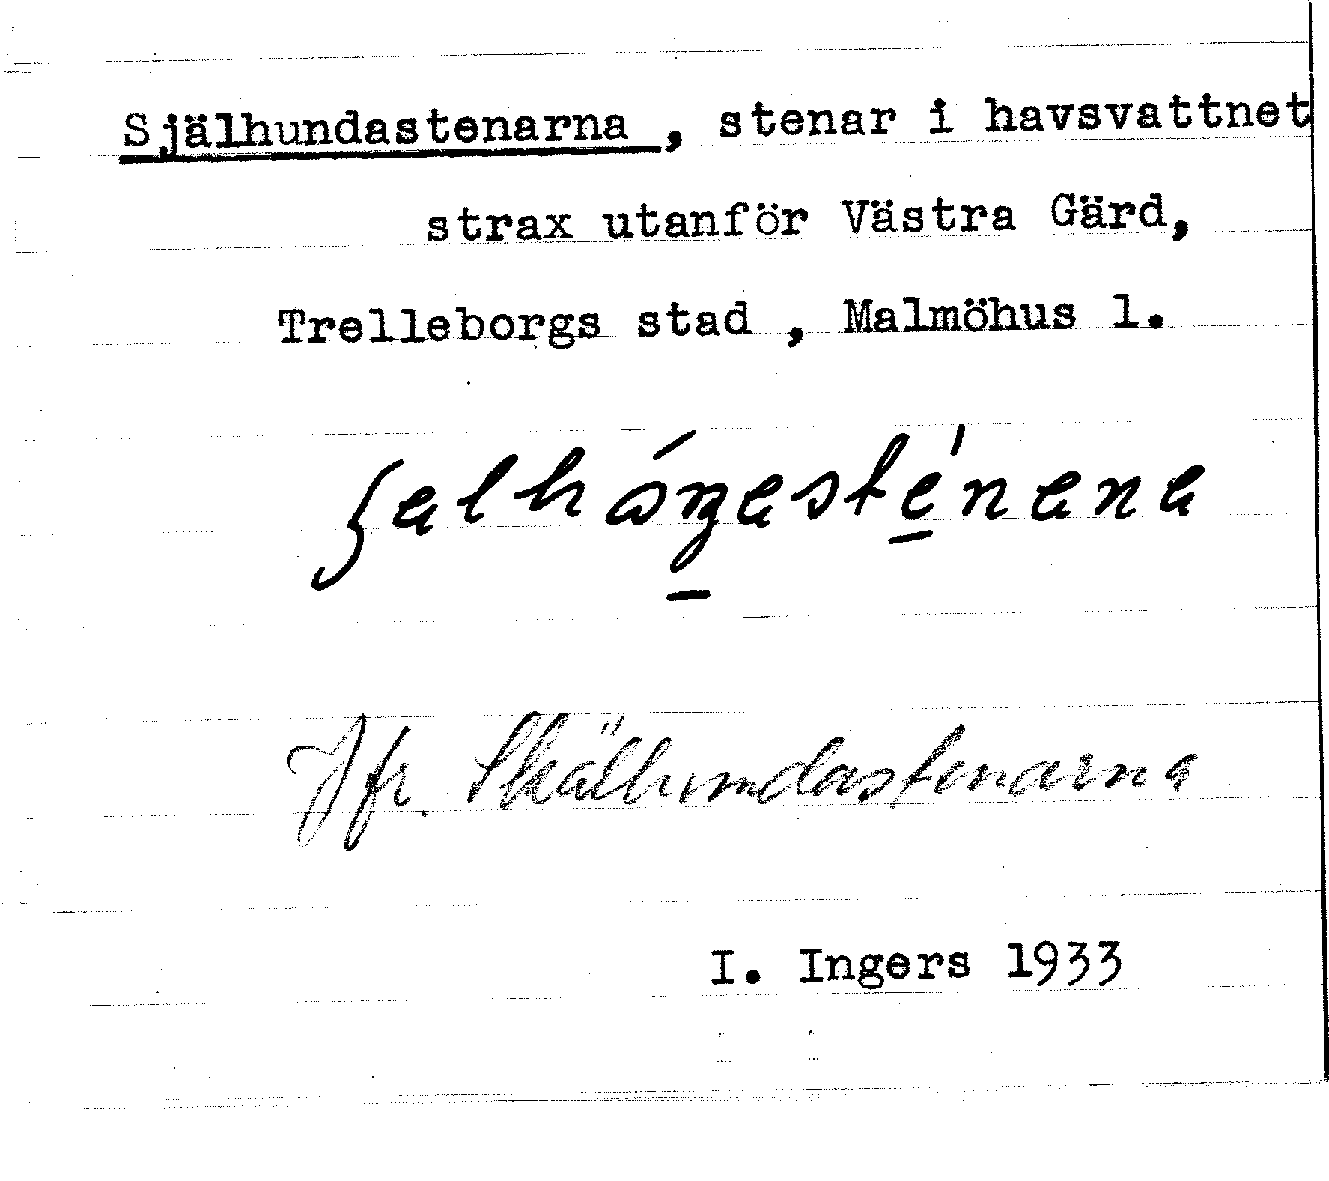 Själhundastenarna , stenar i havsvattnet
strax utanför Västra Gärd,
Trelleborgs stad , Malmöhus l.
Jfr. Skälhundastenarna
I. Ingers 1933